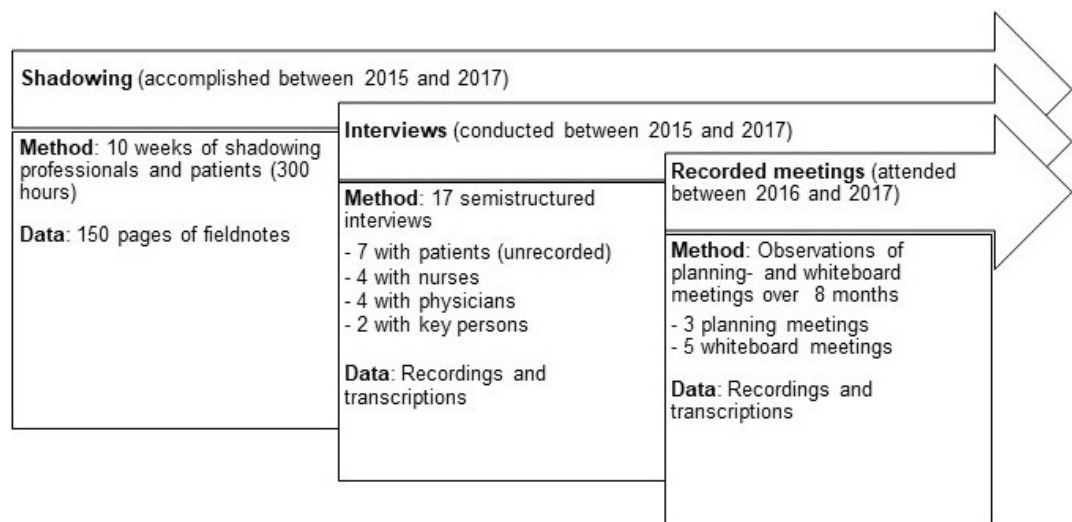 Shadowing (accomplished between 2015 and 2017)
Method: 10 weeks of shadowing
professionals and patients (300
hours)
Data: 150 pages of fieldnotes
Interviews (conducted between 2015 and 2017)
Method: 17 semistructured
interviews
- 7 with patients (unrecorded)
- 4 with nurses
- 4 with physicians
- 2 with key persons
Data: Recordings and
transcriptions
Recorded meetings (attended
between 2016 and 2017)
Method: Observations of
planning- and whiteboard
meetings over 8 months
- 3 planning meetings
- 5 whiteboard meetings
Data: Recordings and
transcriptions